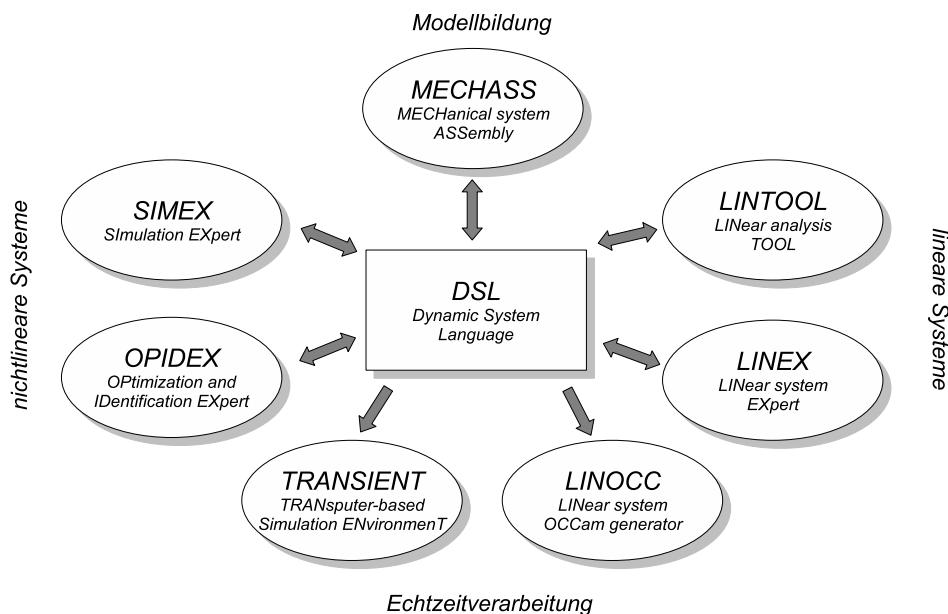 Modellbildung
MECHASS
MECHanical system
ASSembly
nichtlineare Systeme
SIMEX
SImulation EXpert
LINTOOL
LINear analysis
TOOL
lineare Systeme
DSL
Dynamic System
Language
OPIDEX
OPtimization and
IDentification EXpert
LINEX
LINear system
EXpert
TRANSIENT
TRANsputer-based
Simulation ENvironmenT
LINOCC
LINear system
OCCam generator
Echtzeitverarbeitung